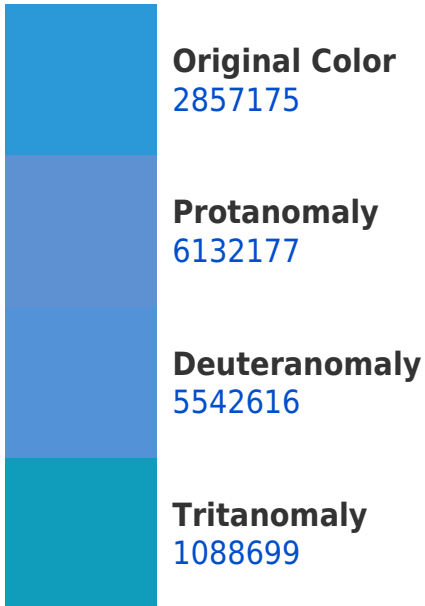 Original Color
2857175
Protanomaly
6132177
Deuteranomaly
5542616
Tritanomaly
1088699